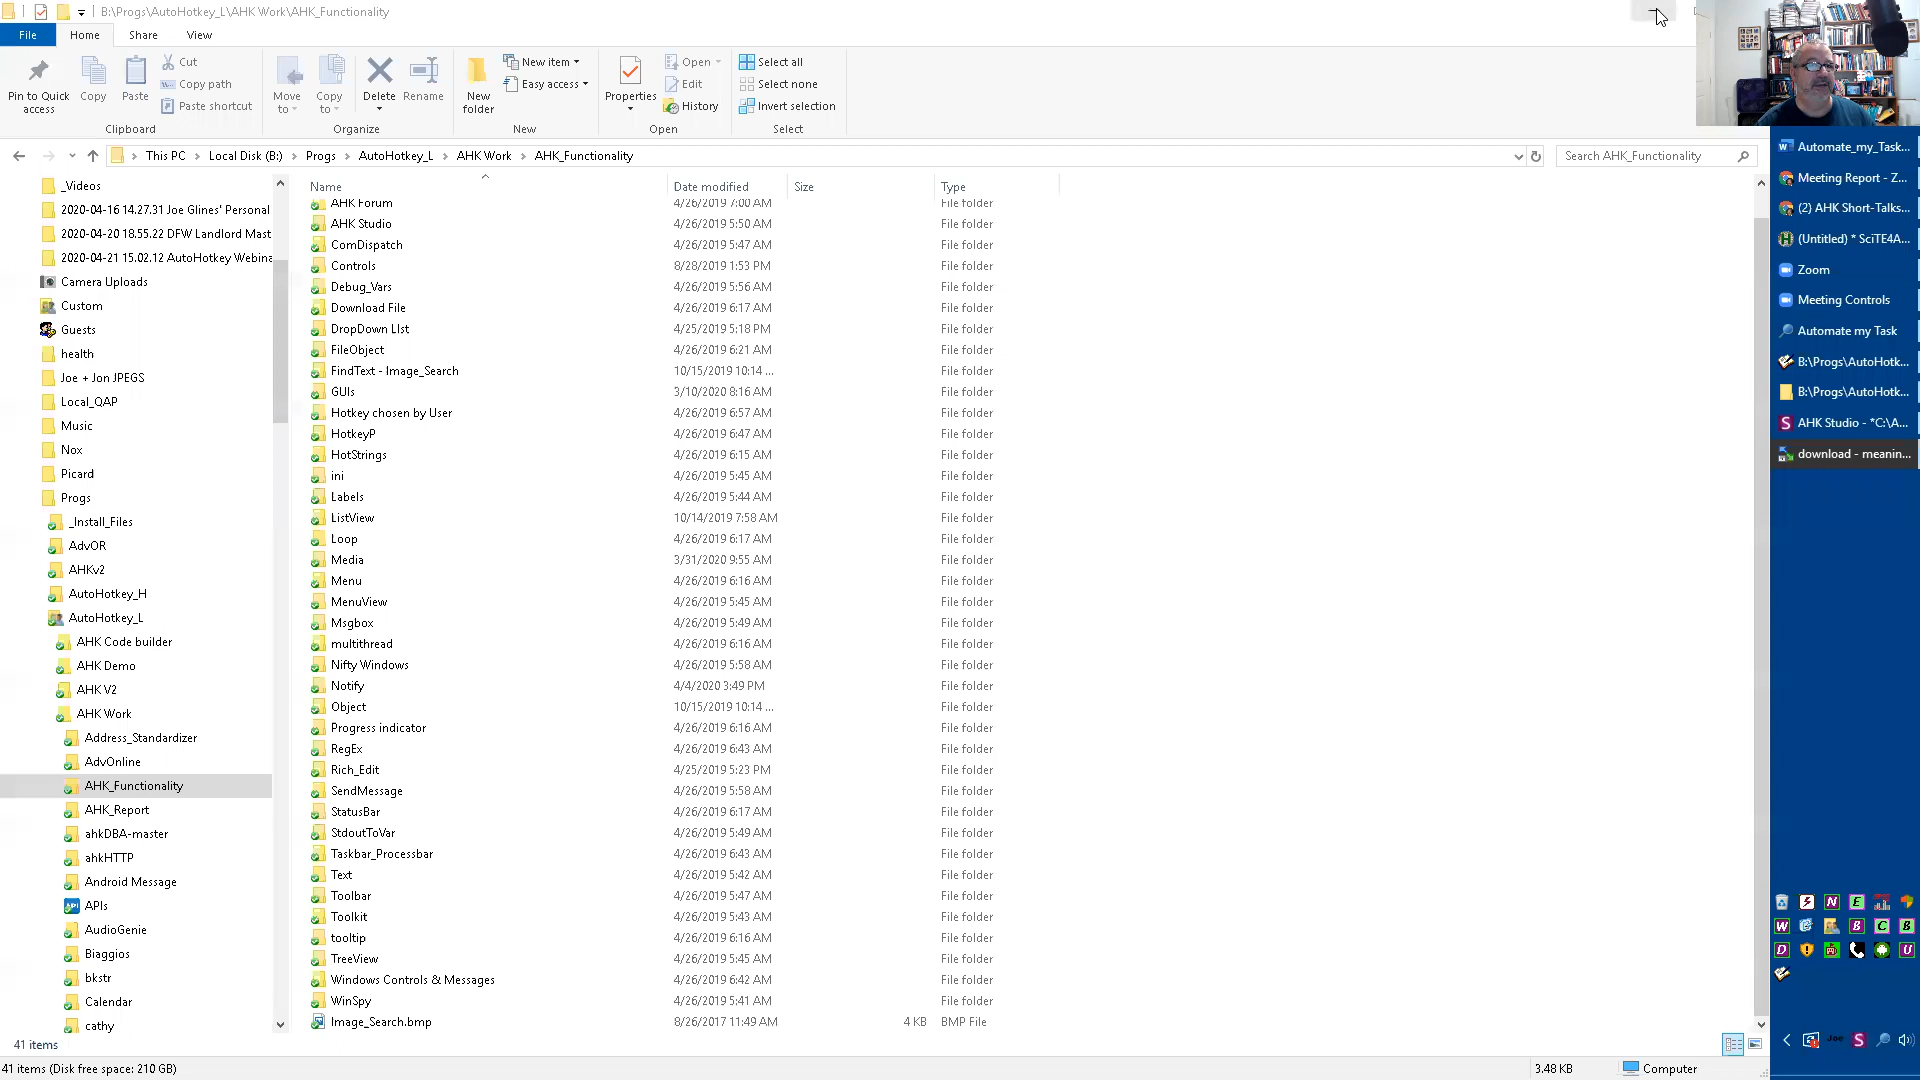 B:\Progs\AutoHotkey_L\AHK Work\AHK_Functionality
File Home Share View
Pin to Quick access
Copy
Paste
Cut
Copy path
Paste shortcut
Clipboard
Move to
Copy to
Delete
Rename
Organize
New folder
New item
Easy access
New
Properties
Open
Edit
History
Open
Select all
Select none
Invert selection
Select
This PC Local Disk (B:) Progs AutoHotkey_L AHK Work AHK_Functionality
Search AHK_Functionality
_Videos
2020-04-16 14.27.31 Joe Glines' Personal
2020-04-20 18.55.22 DFW Landlord Mast
2020-04-21 15.02.12 AutoHotkey Webina
Camera Uploads
Custom
Guests
health
Joe + Jon JPEGS
Local_QAP
Music
Nox
Picard
Progs
_Install_Files
AdvOR
AHKv2
AutoHotkey_H
AutoHotkey_L
AHK Code builder
AHK Demo
AHK V2
AHK Work
Address_Standardizer
AdvOnline
AHK_Functionality
AHK_Report
ahkDBA-master
ahkHTTP
Android Message
APIs
AudioGenie
Biaggios
bkstr
Calendar
cathy
Name Date modified Size Type
AHK Forum 4/26/2019 7:00 AM File folder
AHK Studio 4/26/2019 5:50 AM File folder
ComDispatch 4/26/2019 5:47 AM File folder
Controls 8/28/2019 1:53 PM File folder
Debug_Vars 4/26/2019 5:56 AM File folder
Download File 4/26/2019 6:17 AM File folder
DropDown LIst 4/25/2019 5:18 PM File folder
FileObject 4/26/2019 6:21 AM File folder
FindText - Image_Search 10/15/2019 10:14 ... File folder
GUIs 3/10/2020 8:16 AM File folder
Hotkey chosen by User 4/26/2019 6:57 AM File folder
HotkeyP 4/26/2019 6:47 AM File folder
HotStrings 4/26/2019 6:15 AM File folder
ini 4/26/2019 5:45 AM File folder
Labels 4/26/2019 5:44 AM File folder
ListView 10/14/2019 7:58 AM File folder
Loop 4/26/2019 6:17 AM File folder
Media 3/31/2020 9:55 AM File folder
Menu 4/26/2019 6:16 AM File folder
MenuView 4/26/2019 5:45 AM File folder
Msgbox 4/26/2019 5:49 AM File folder
multithread 4/26/2019 6:16 AM File folder
Nifty Windows 4/26/2019 5:58 AM File folder
Notify 4/4/2020 3:49 PM File folder
Object 10/15/2019 10:14 ... File folder
Progress indicator 4/26/2019 6:16 AM File folder
RegEx 4/26/2019 6:43 AM File folder
Rich_Edit 4/25/2019 5:23 PM File folder
SendMessage 4/26/2019 5:58 AM File folder
StatusBar 4/26/2019 6:17 AM File folder
StdoutToVar 4/26/2019 5:49 AM File folder
Taskbar_Processbar 4/26/2019 6:43 AM File folder
Text 4/26/2019 5:42 AM File folder
Toolbar 4/26/2019 5:47 AM File folder
Toolkit 4/26/2019 5:43 AM File folder
tooltip 4/26/2019 6:16 AM File folder
TreeView 4/26/2019 5:45 AM File folder
Windows Controls & Messages 4/26/2019 6:42 AM File folder
WinSpy 4/26/2019 5:41 AM File folder
Image_Search.bmp 8/26/2017 11:49 AM 4 KB BMP File
Automate_my_Task...
Meeting Report - Z...
(2) AHK Short-Talks...
(Untitled) * SciTE4A...
Zoom
Meeting Controls
Automate my Task
B:\Progs\AutoHotk...
B:\Progs\AutoHotk...
AHK Studio - *C:\A...
download - meanin...
N E
W B C B
D U
Joe S
41 items
41 items (Disk free space: 210 GB) 3.48 KB Computer